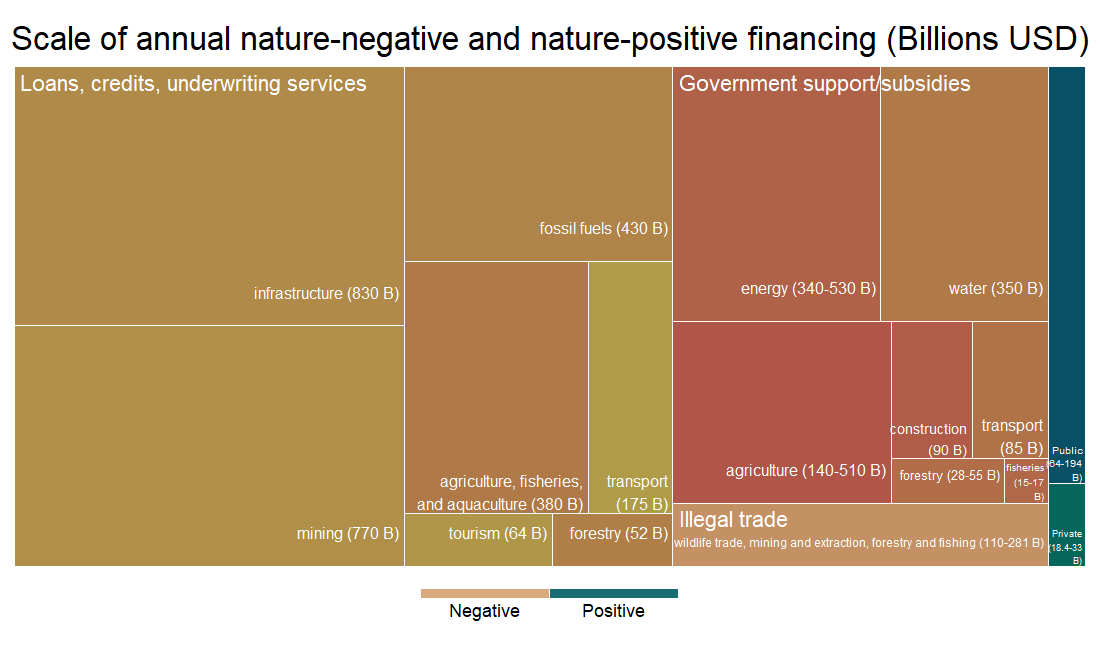 Scale of annual nature-negative and nature-positive financing (Billions USD)
Loans, credits, underwriting services
infrastructure (830 B)
mining (770 B)
fossil fuels (430 B)
agriculture, fisheries,
and aquaculture (380 B)
transport
(175 B)
tourism (64 B)
forestry (52 B)
Government support/subsidies
energy (340-530 B)
water (350 B)
agriculture (140-510 B)
construction
(90 B)
transport
(85 B)
forestry (28-55 B)
fisheries
(15-17
B)
Illegal trade
wildlife trade, mining and extraction, forestry and fishing (110-281 B)
Public
(64-194
B)
Private
(18.4-33
B)
Negative
Positive